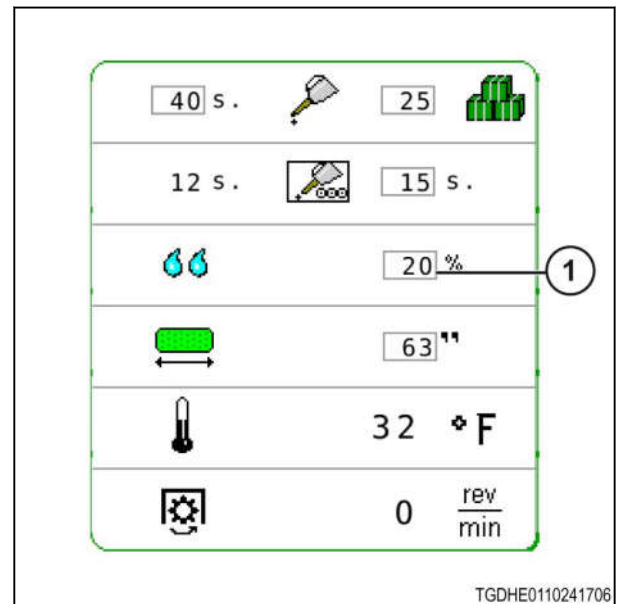 40 s. 25
12 s. 15 s.
20 % 1
63 "
32 °F
0 rev
min
TGDHE0110241706